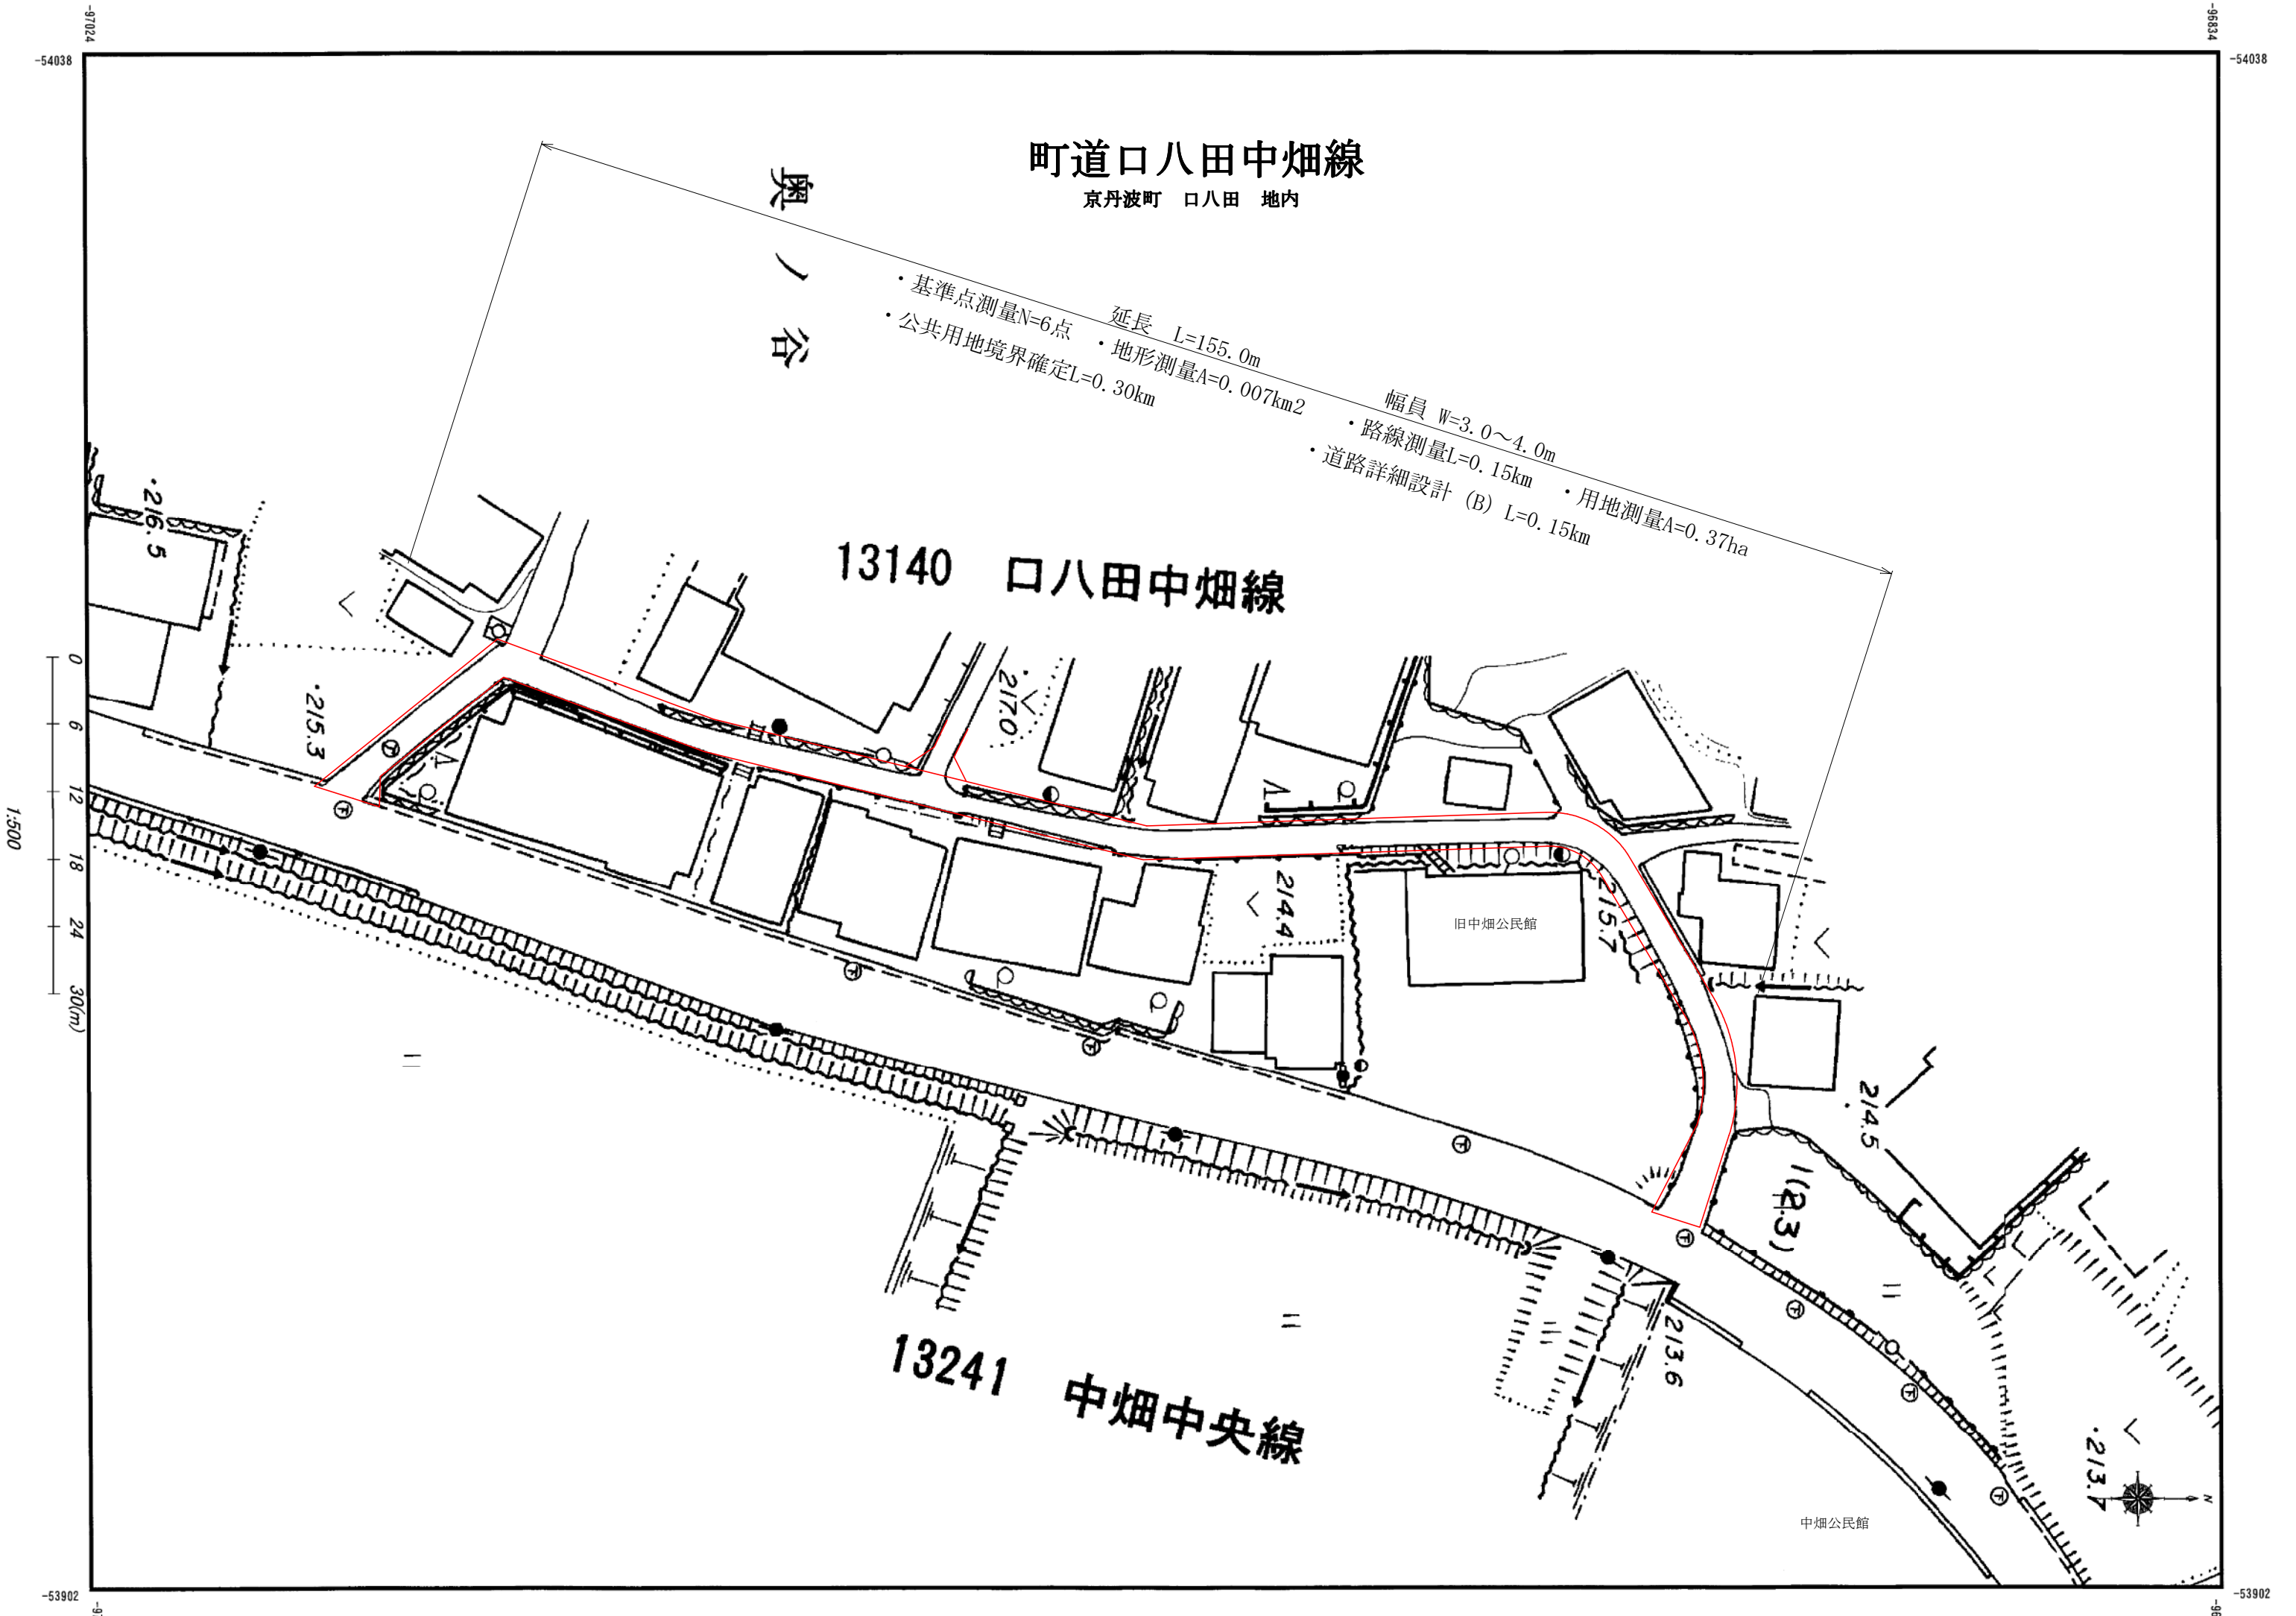 -97024
-96834
-54038
-54038
町道口八田中畑線
京丹波町　口八田　地内
奥ノ谷
延長　L=155.0m
幅員 W=3.0～4.0m
・基準点測量N=6点　・地形測量A=0.007km2　・路線測量L=0.15km　・用地測量A=0.37ha
・公共用地境界確定L=0.30km　・道路詳細設計（B）L=0.15km
13140　口八田中畑線
216.5
215.3
217.0
214.4
215.7
旧中畑公民館
214.5
1(2.3)
213.6
213.7
13241　中畑中央線
中畑公民館
N
0 6 12 18 24 30(m)
1:500
-53902
-53902